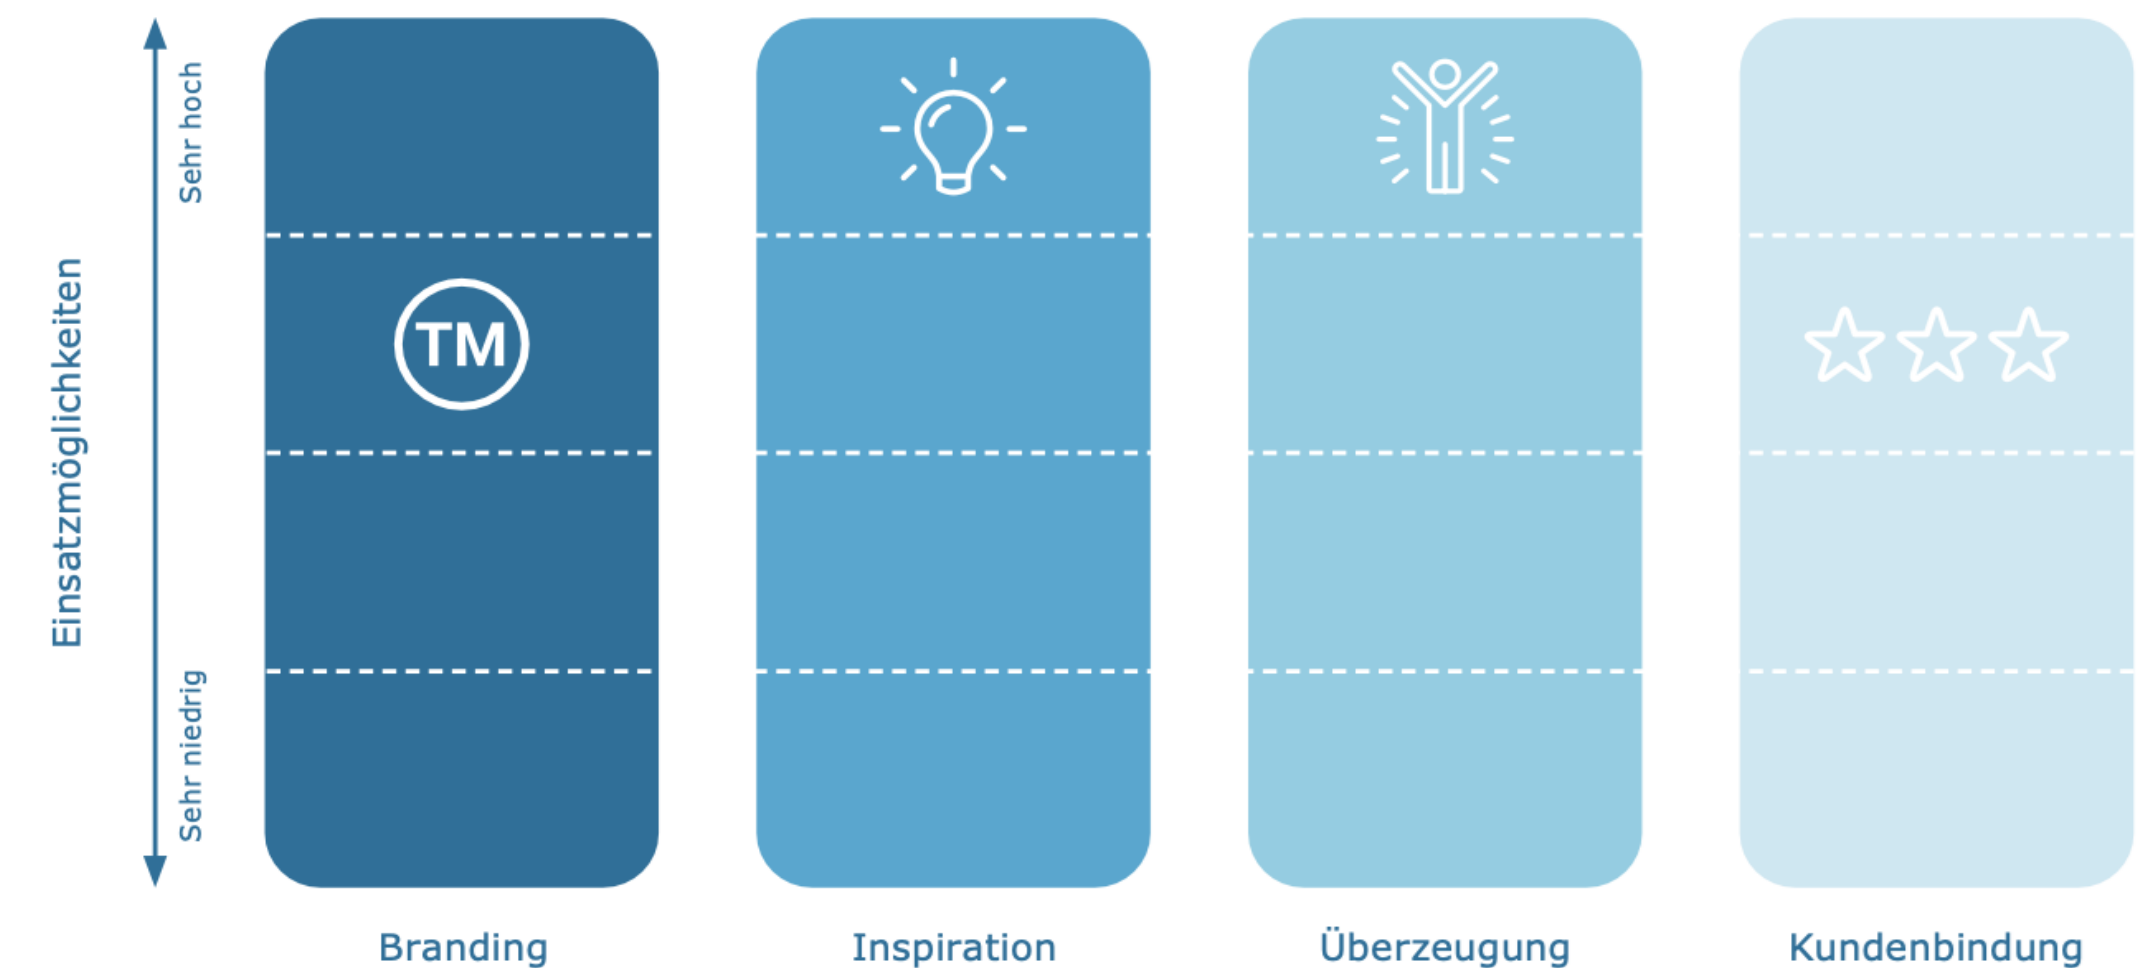 Einsatzmöglichkeiten
Sehr hoch
Sehr niedrig
TM
Branding
Inspiration
Überzeugung
Kundenbindung